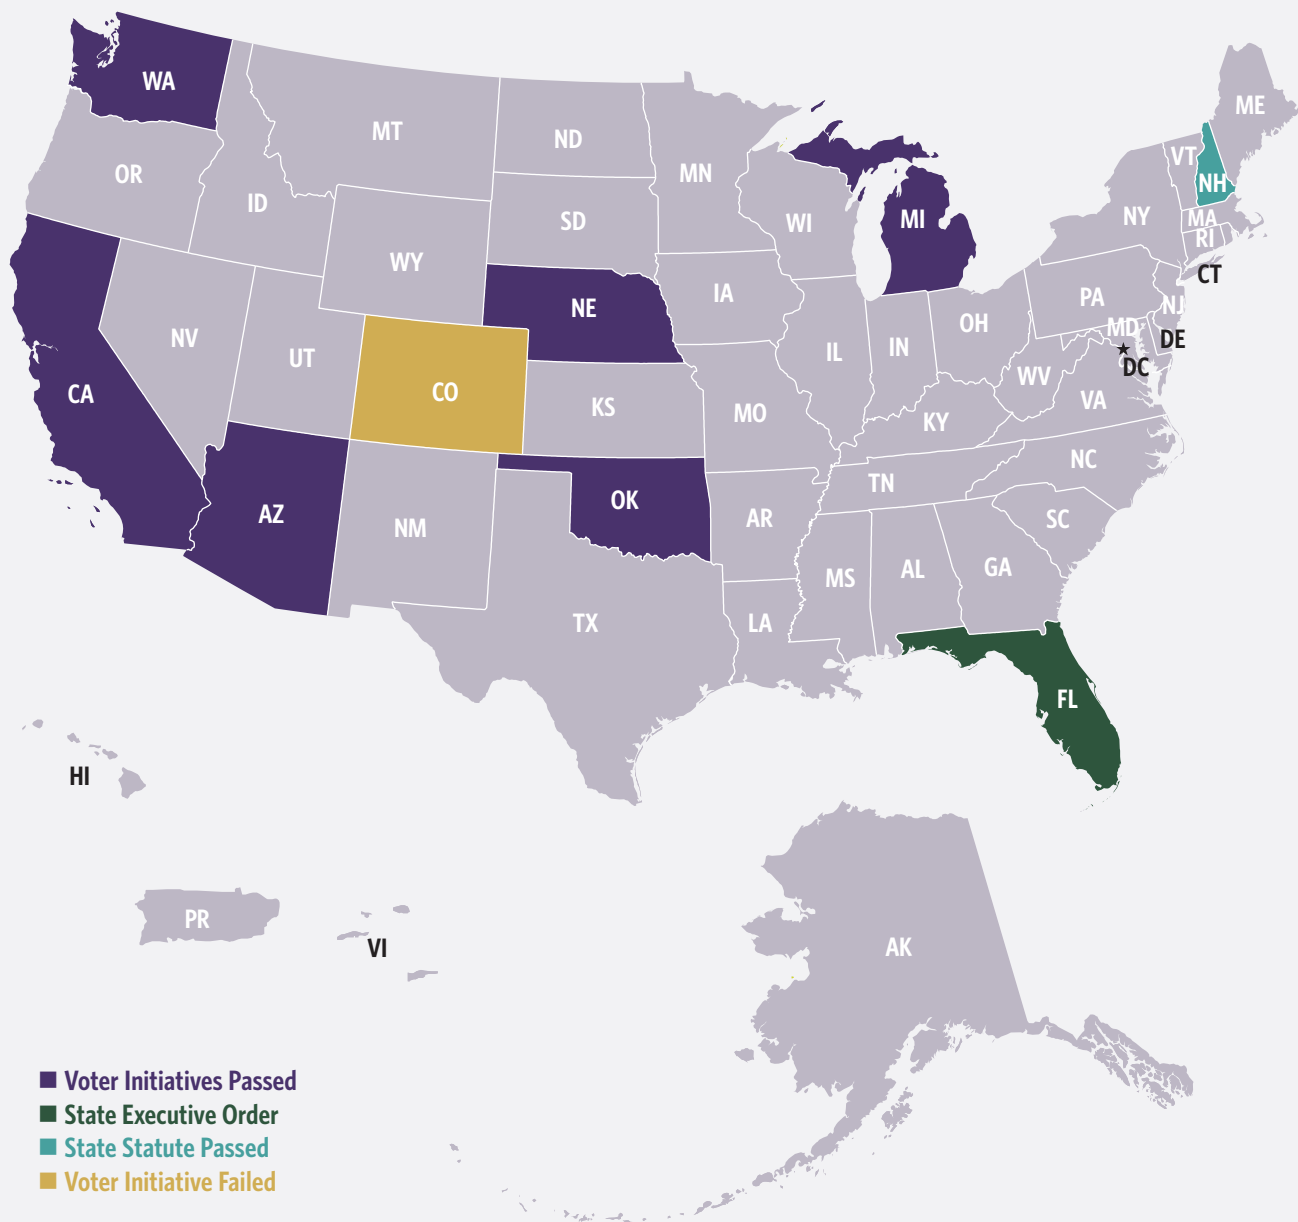 WA
MT
ND
MN
ME
OR
ID
SD
WI
MI
VT
NH
NY
MA
RI
CT
WY
NE
IA
PA
NJ
NV
UT
CO
IL
IN
OH
MD
DE
DC
CA
KS
MO
WV
VA
KY
NC
AZ
NM
OK
AR
TN
SC
MS
AL
GA
TX
LA
FL
HI
PR
VI
AK
Voter Initiatives Passed
State Executive Order
State Statute Passed
Voter Initiative Failed